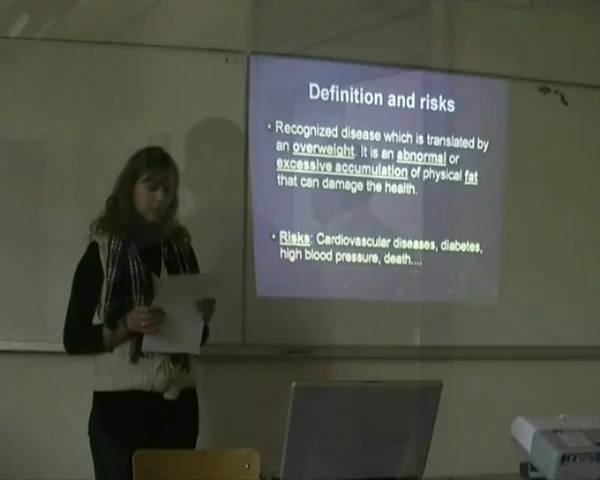 Definition and risks
• Recognized disease which is translated by
an overweight. It is an abnormal or
excessive accumulation of physical fat
that can damage the health.
• Risks: Cardiovascular diseases, diabetes,
high blood pressure, death....